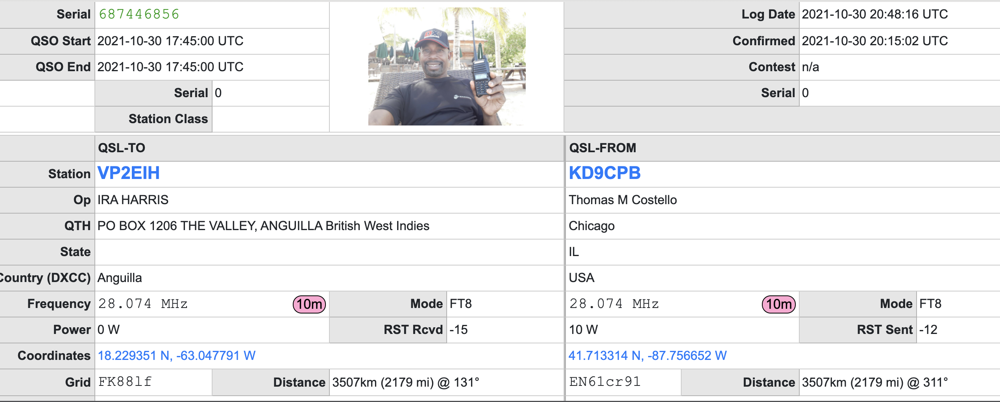 Serial 687446856 Log Date 2021-10-30 20:48:16 UTC
QSO Start 2021-10-30 17:45:00 UTC Confirmed 2021-10-30 20:15:02 UTC
QSO End 2021-10-30 17:45:00 UTC Contest n/a
Serial 0 Serial 0
Station Class
DX
QSL-TO QSL-FROM
Station VP2EIH KD9CPB
Op IRA HARRIS Thomas M Costello
QTH PO BOX 1206 THE VALLEY, ANGUILLA British West Indies Chicago
State IL
Country (DXCC) Anguilla USA
Frequency 28.074 MHz 10m Mode FT8 28.074 MHz 10m Mode FT8
Power 0 W RST Rcvd -15 10 W RST Sent -12
Coordinates 18.229351 N, -63.047791 W 41.713314 N, -87.756652 W
Grid FK88lf Distance 3507km (2179 mi) @ 131° EN61cr91 Distance 3507km (2179 mi) @ 311°